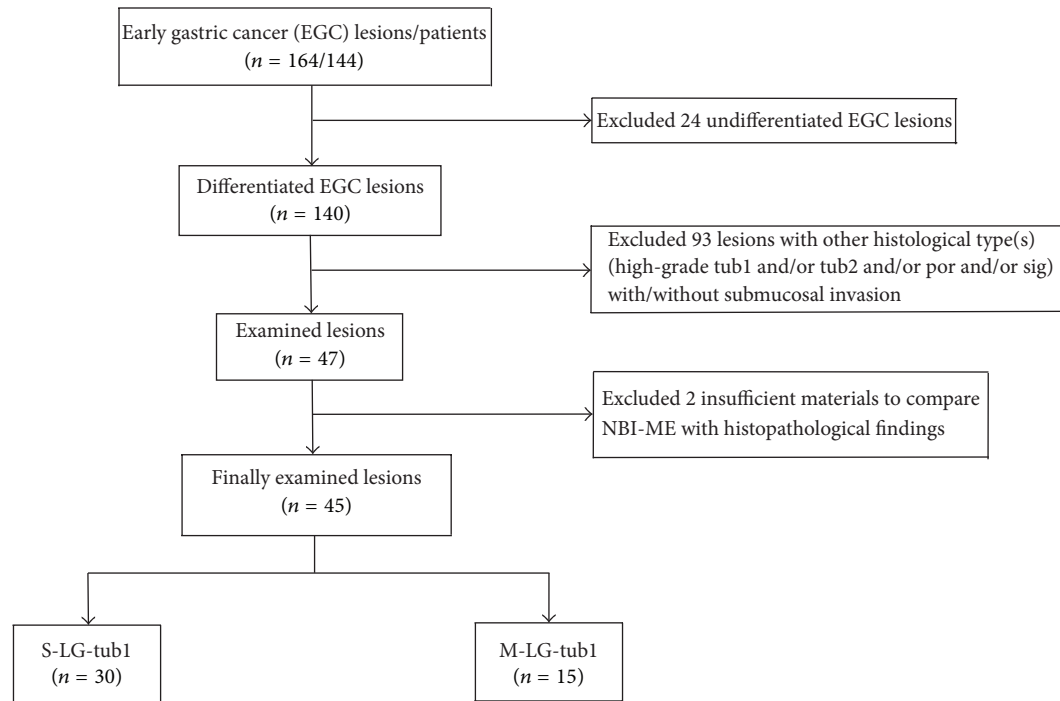 Early gastric cancer (EGC) lesions/patients
(n = 164/144)
Excluded 24 undifferentiated EGC lesions
Differentiated EGC lesions
(n = 140)
Excluded 93 lesions with other histological type(s)
(high-grade tub1 and/or tub2 and/or por and/or sig)
with/without submucosal invasion
Examined lesions
(n = 47)
Excluded 2 insufficient materials to compare
NBI-ME with histopathological findings
Finally examined lesions
(n = 45)
S-LG-tub1
(n = 30)
M-LG-tub1
(n = 15)